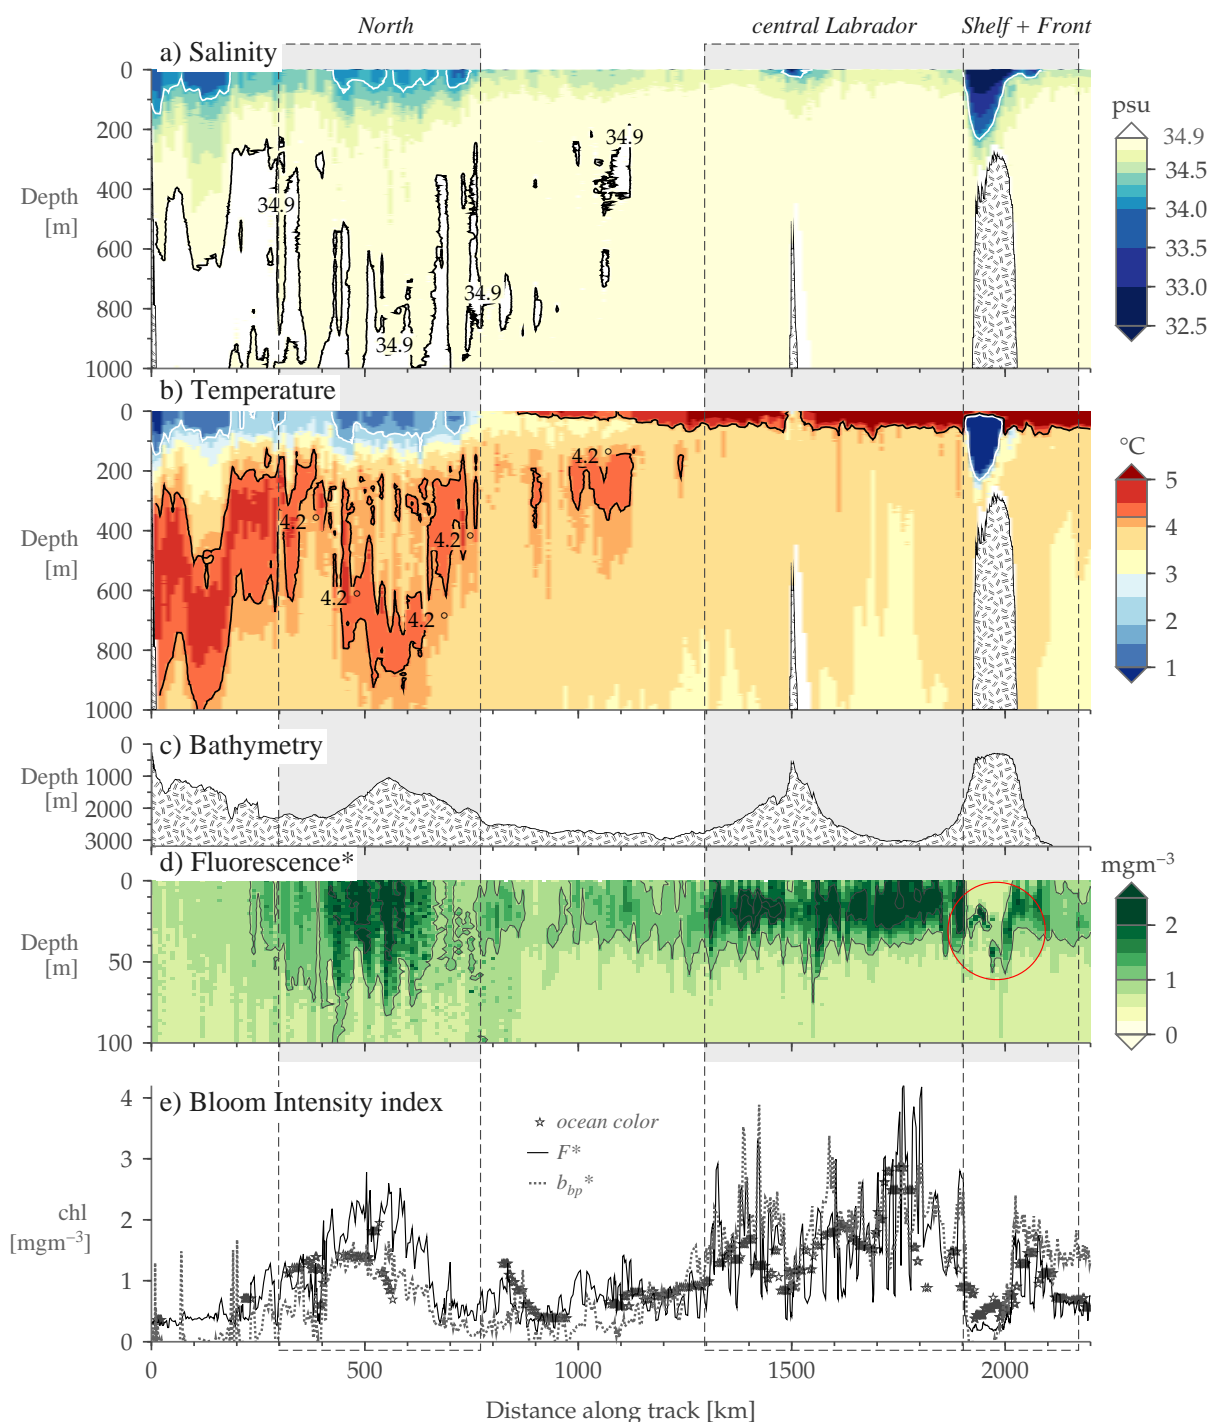 North central Labrador Shelf + Front
a) Salinity
0
200
400
600
800
1000
Depth
[m]
34.9
34.9
34.9
34.9
psu
34.9
34.5
34.0
33.5
33.0
32.5
b) Temperature
0
200
400
600
800
1000
Depth
[m]
4.2 °
4.2 °
4.2 °
4.2 °
4.2 °
°C
5
4
3
2
1
c) Bathymetry
0
1000
2000
3000
Depth
[m]
d) Fluorescence*
0
50
100
Depth
[m]
mgm⁻³
2
1
0
e) Bloom Intensity index
4
3
2
1
0
chl
[mgm⁻³]
ocean color
F*
b_bp*
0 500 1000 1500 2000
Distance along track [km]